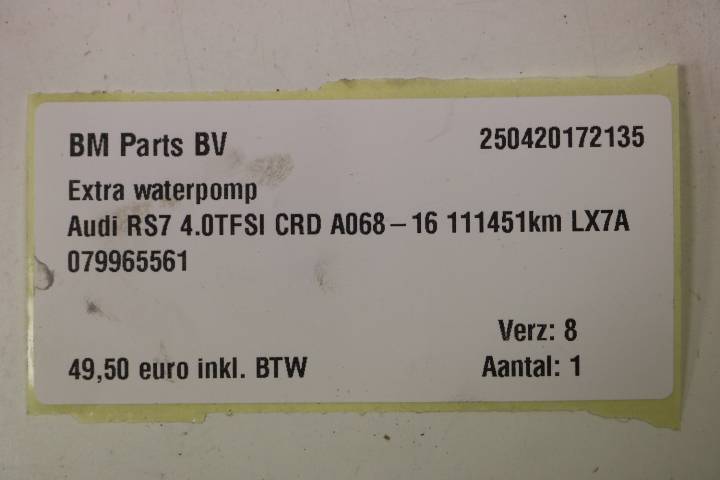 BM Parts BV 250420172135
Extra waterpomp
Audi RS7 4.0TFSI CRD A068-16 111451km LX7A
079965561
Verz: 8
49,50 euro inkl. BTW Aantal: 1